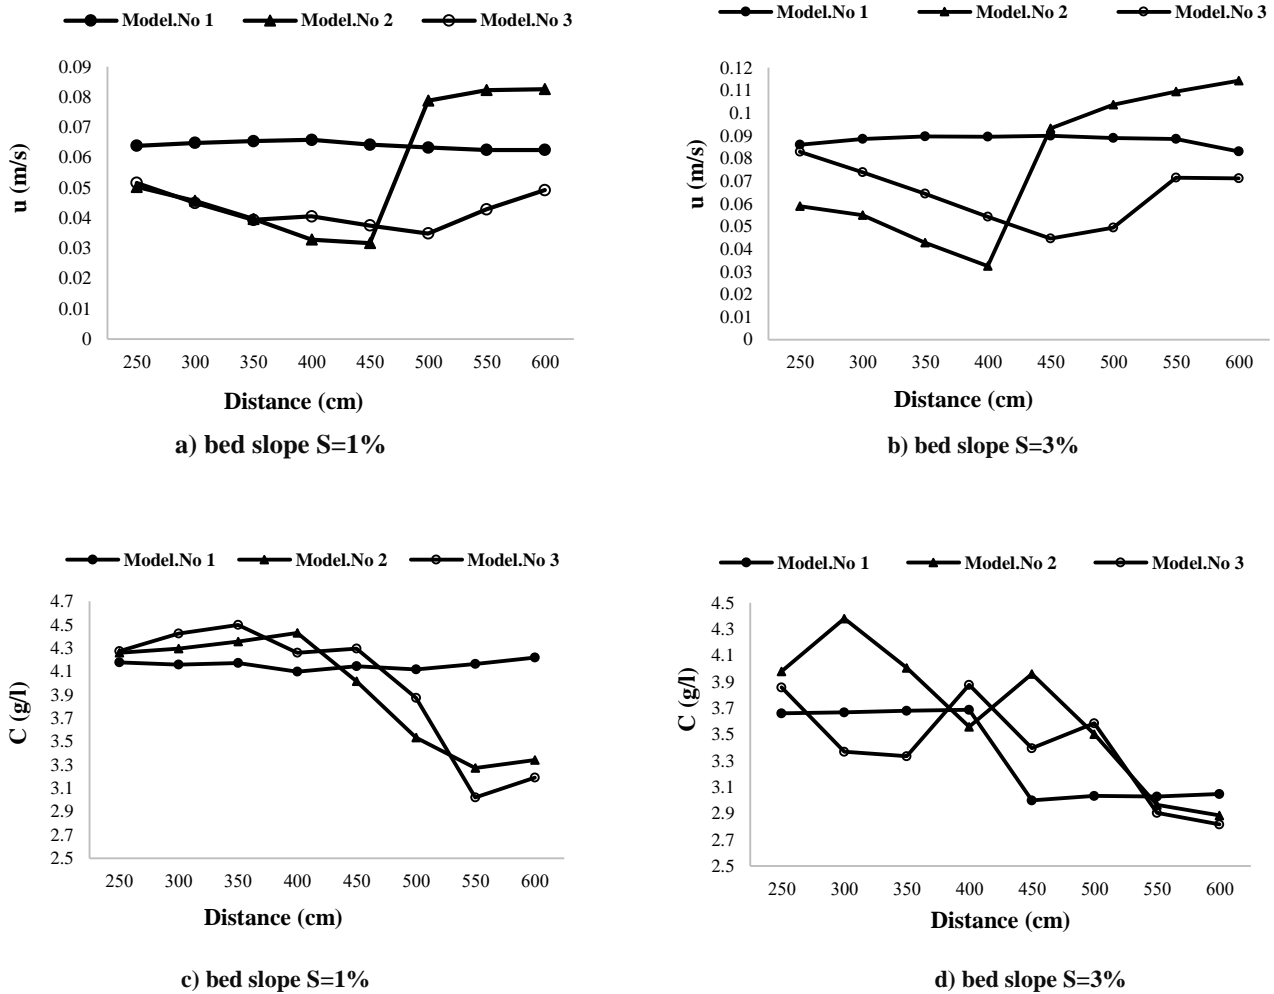 Model.No 1 Model.No 2 Model.No 3
0.09
0.08
0.07
0.06
0.05
0.04
0.03
0.02
0.01
0
u (m/s)
250 300 350 400 450 500 550 600
Distance (cm)
a) bed slope S=1%
Model.No 1 Model.No 2 Model.No 3
0.12
0.11
0.1
0.09
0.08
0.07
0.06
0.05
0.04
0.03
0.02
0.01
0
u (m/s)
250 300 350 400 450 500 550 600
Distance (cm)
b) bed slope S=3%
Model.No 1 Model.No 2 Model.No 3
4.7
4.5
4.3
4.1
3.9
3.7
3.5
3.3
3.1
2.9
2.7
2.5
C (g/l)
250 300 350 400 450 500 550 600
Distance (cm)
c) bed slope S=1%
Model.No 1 Model.No 2 Model.No 3
4.5
4.3
4.1
3.9
3.7
3.5
3.3
3.1
2.9
2.7
2.5
C (g/l)
250 300 350 400 450 500 550 600
Distance (cm)
d) bed slope S=3%